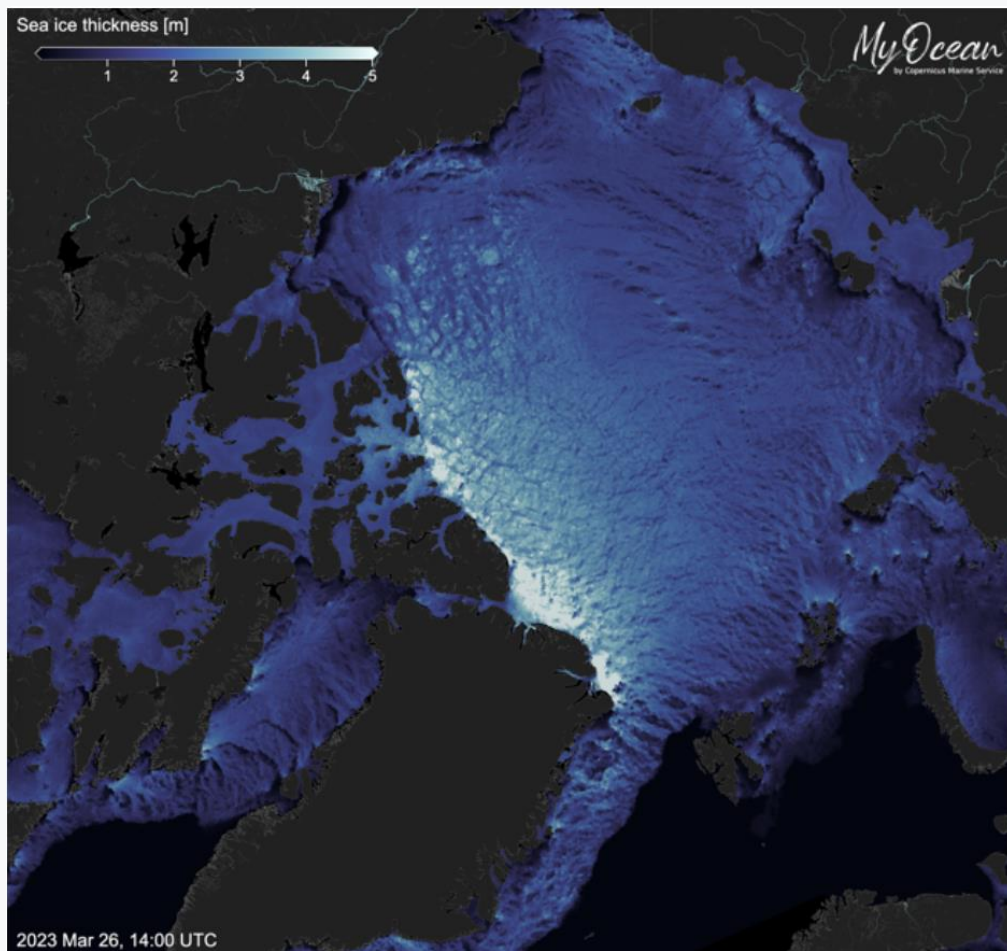 Sea ice thickness [m]
1 2 3 4 5
MyOcean
by Copernicus Marine Service
2023 Mar 26, 14:00 UTC